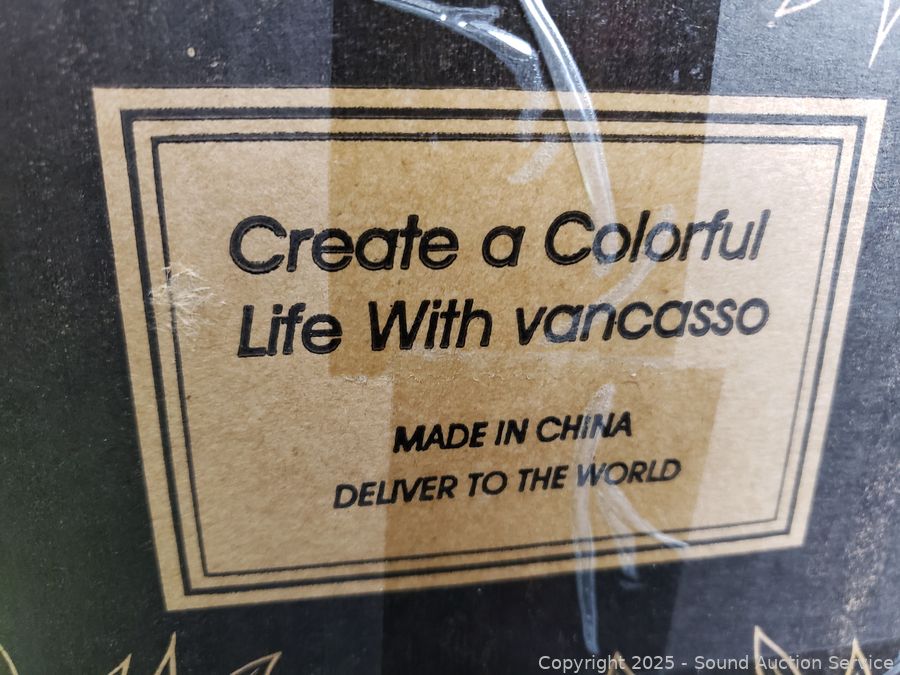 Create a Colorful
Life With vancasso
MADE IN CHINA
DELIVER TO THE WORLD
Copyright 2025 - Sound Auction Service